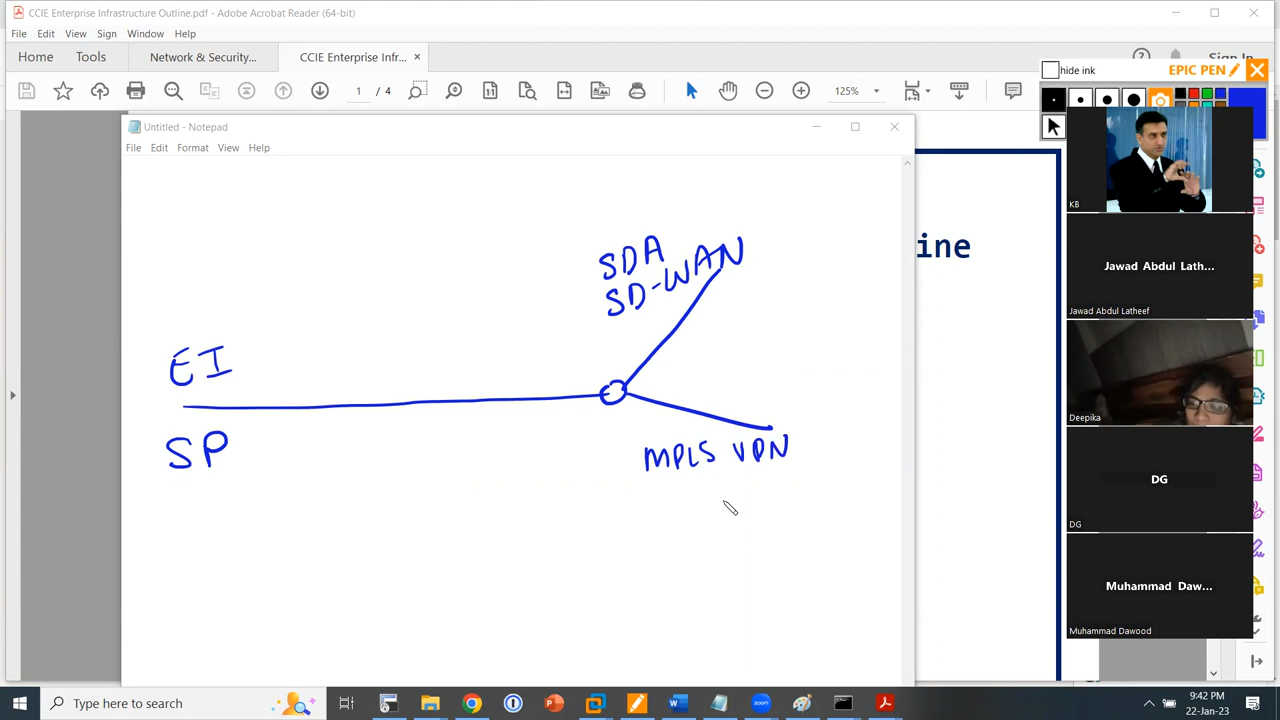 CCIE Enterprise Infrastructure Outline.pdf - Adobe Acrobat Reader (64-bit)
File Edit View Sign Window Help
Home Tools Network & Security... CCIE Enterprise Infr... × Sign In
1 / 4 125%
hide ink EPIC PEN
Untitled - Notepad
File Edit Format View Help
KB
ine
SDA
SD-WAN
Jawad Abdul Lath...
Jawad Abdul Latheef
EI
SP
MPLS VPN
Deepika
DG
DG
Muhammad Daw...
Muhammad Dawood
Type here to search
9:42 PM
22-Jan-23